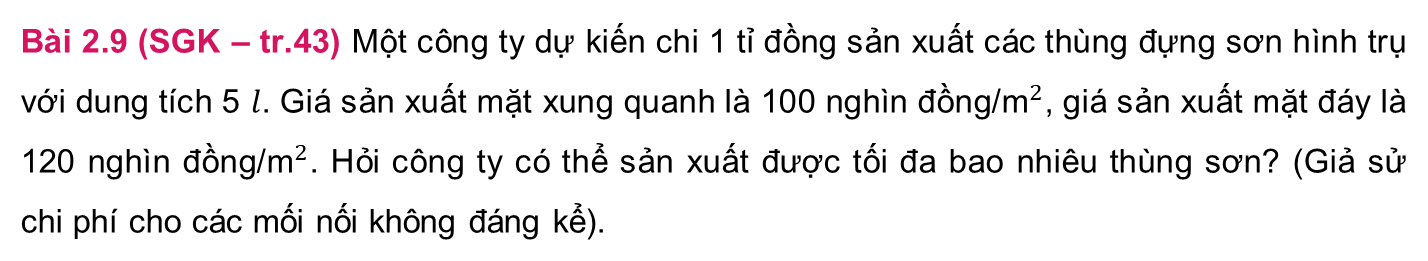 Bài 2.9 (SGK – tr.43) Một công ty dự kiến chi 1 tỉ đồng sản xuất các thùng đựng sơn hình trụ
với dung tích 5 𝑙. Giá sản xuất mặt xung quanh là 100 nghìn đồng/m², giá sản xuất mặt đáy là
120 nghìn đồng/m². Hỏi công ty có thể sản xuất được tối đa bao nhiêu thùng sơn? (Giả sử
chi phí cho các mối nối không đáng kể).